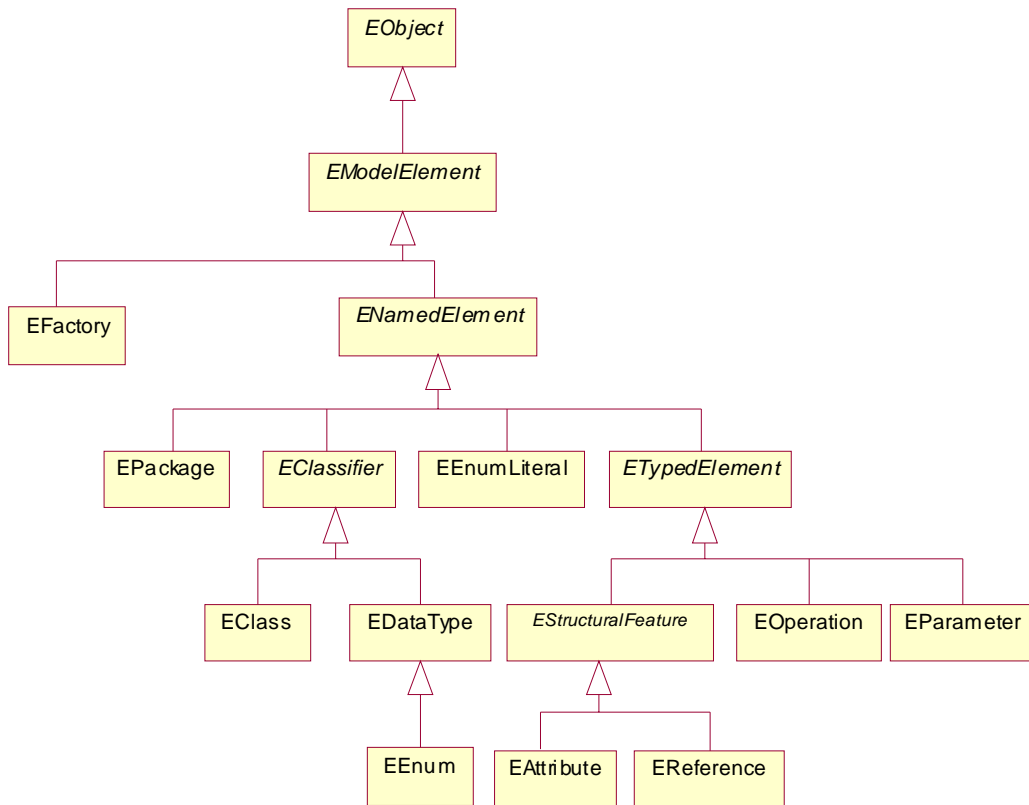 EObject
EModelElement
EFactory
ENamedElement
EPackage
EClassifier
EEnumLiteral
ETypedElement
EClass
EDataType
EStructuralFeature
EOperation
EParameter
EEnum
EAttribute
EReference